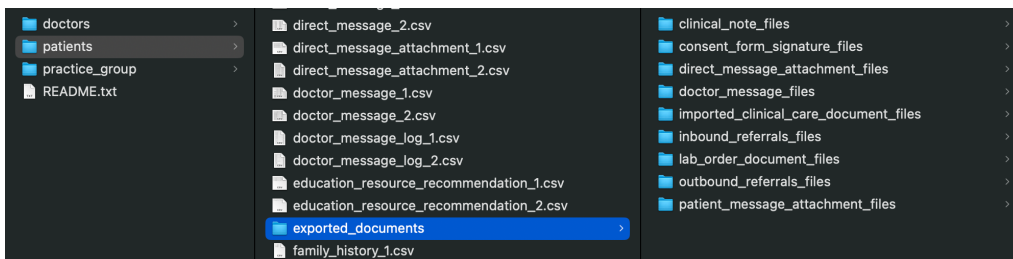 doctors
patients
practice_group
README.txt
direct_message_2.csv
direct_message_attachment_1.csv
direct_message_attachment_2.csv
doctor_message_1.csv
doctor_message_2.csv
doctor_message_log_1.csv
doctor_message_log_2.csv
education_resource_recommendation_1.csv
education_resource_recommendation_2.csv
exported_documents
family_history_1.csv
clinical_note_files
consent_form_signature_files
direct_message_attachment_files
doctor_message_files
imported_clinical_care_document_files
inbound_referrals_files
lab_order_document_files
outbound_referrals_files
patient_message_attachment_files